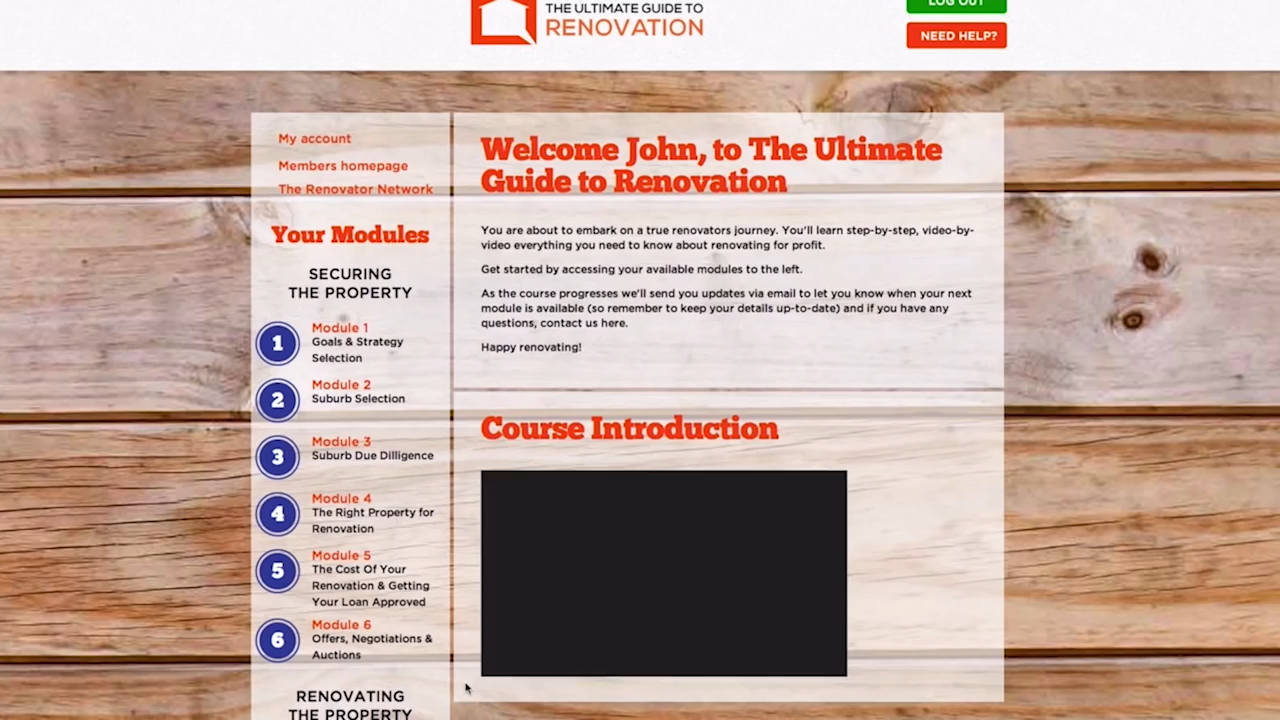 THE ULTIMATE GUIDE TO
RENOVATION
LOG OUT
NEED HELP?
My account
Members homepage
The Renovator Network
Your Modules
SECURING
THE PROPERTY
1
Module 1
Goals & Strategy
Selection
2
Module 2
Suburb Selection
3
Module 3
Suburb Due Dilligence
4
Module 4
The Right Property for
Renovation
5
Module 5
The Cost Of Your
Renovation & Getting
Your Loan Approved
6
Module 6
Offers, Negotiations &
Auctions
RENOVATING
THE PROPERTY
Welcome John, to The Ultimate
Guide to Renovation
You are about to embark on a true renovators journey. You'll learn step-by-step, video-by-
video everything you need to know about renovating for profit.
Get started by accessing your available modules to the left.
As the course progresses we'll send you updates via email to let you know when your next
module is available (so remember to keep your details up-to-date) and if you have any
questions, contact us here.
Happy renovating!
Course Introduction